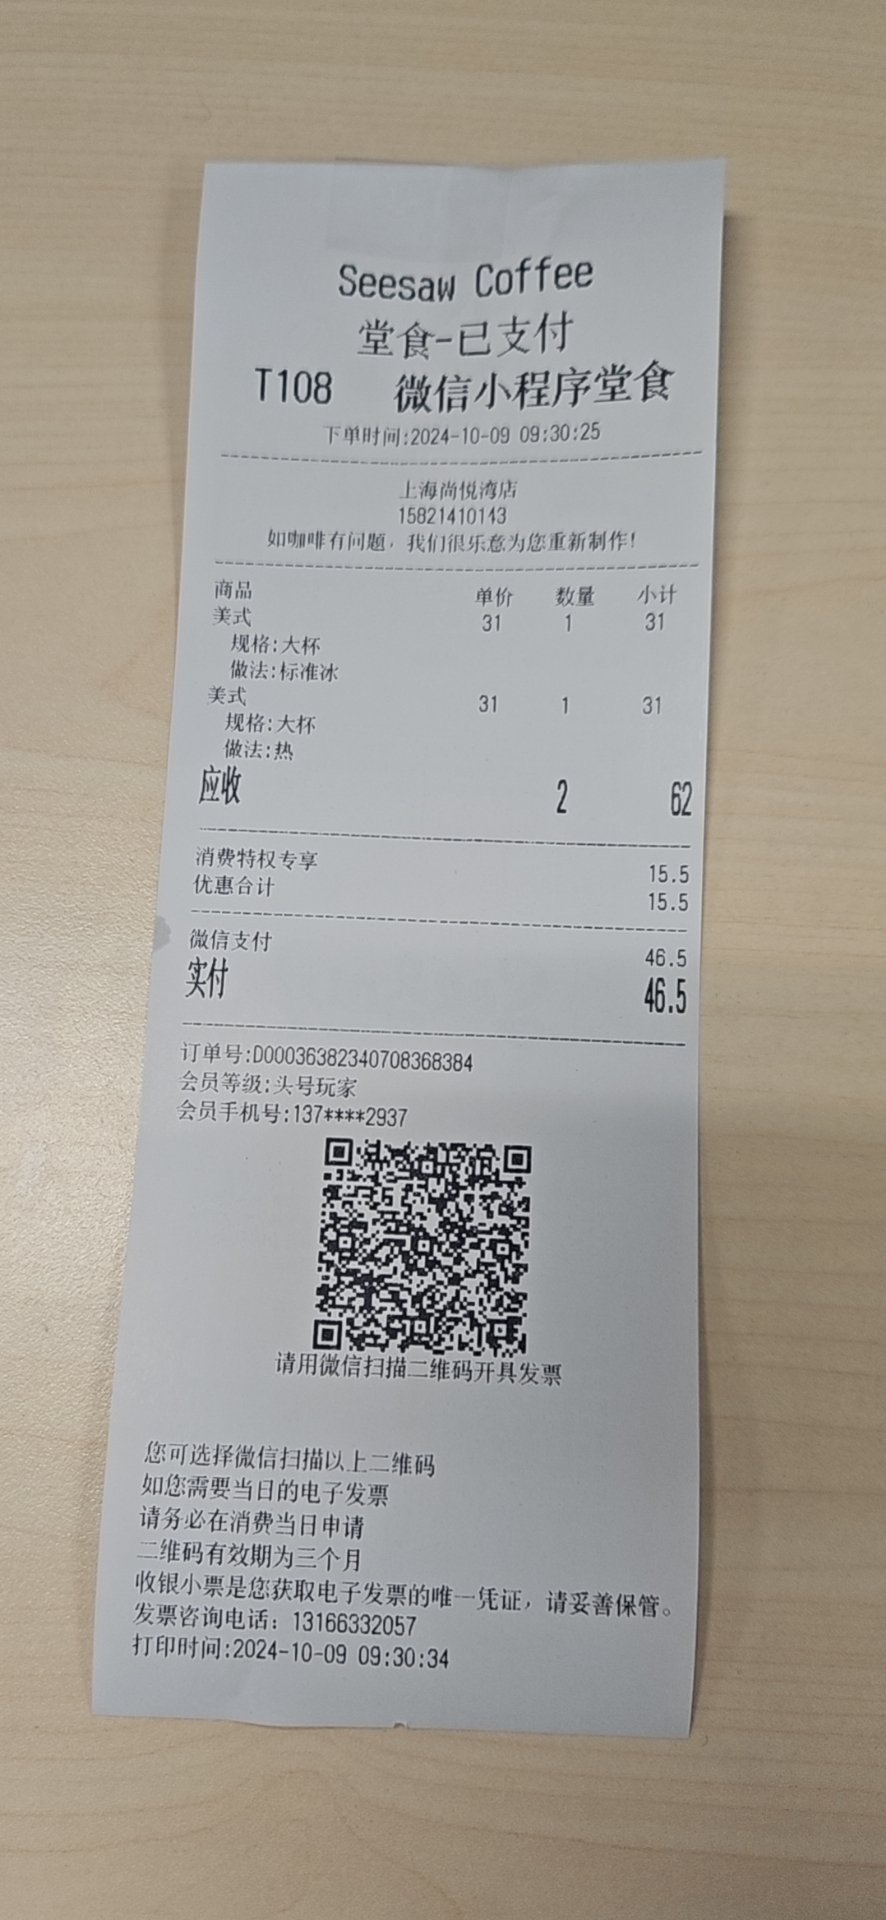 Seesaw Coffee
堂食-已支付
T108 微信小程序堂食
下单时间:2024-10-09 09:30:25
上海尚悦湾店
15821410143
如咖啡有问题，我们很乐意为您重新制作!
商品 单价 数量 小计
美式 31 1 31
规格:大杯
做法:标准冰
美式 31 1 31
规格:大杯
做法:热
应收 2 62
消费特权专享 15.5
优惠合计 15.5
微信支付 46.5
实付 46.5
订单号:D00036382340708368384
会员等级:头号玩家
会员手机号:137****2937
请用微信扫描二维码开具发票
您可选择微信扫描以上二维码
如您需要当日的电子发票
请务必在消费当日申请
二维码有效期为三个月
收银小票是您获取电子发票的唯一凭证，请妥善保管。
发票咨询电话：13166332057
打印时间:2024-10-09 09:30:34